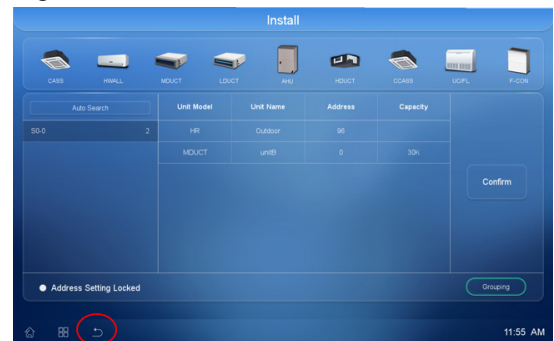 Install
CASS HWALL MDUCT LDUCT AHU HDUCT CCASS UC/FL F-CON
Auto Search Unit Model Unit Name Address Capacity
S0-0 2 HR Outdoor 96
MDUCT unitB 0 30K
Confirm
Address Setting Locked Grouping
11:55 AM